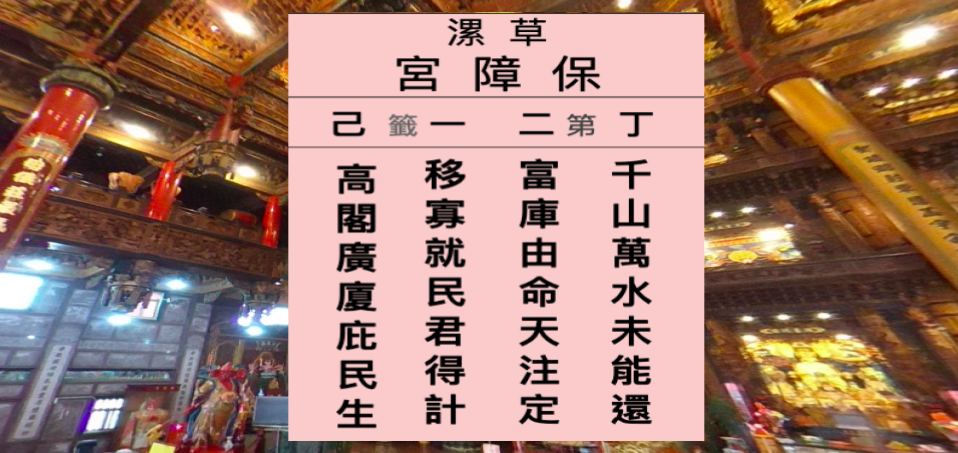 草漯
保障宮
丁第二一籤己
千山萬水未能還
富庫由命天注定
移寡就民君得計
高閣廣廈庇民生